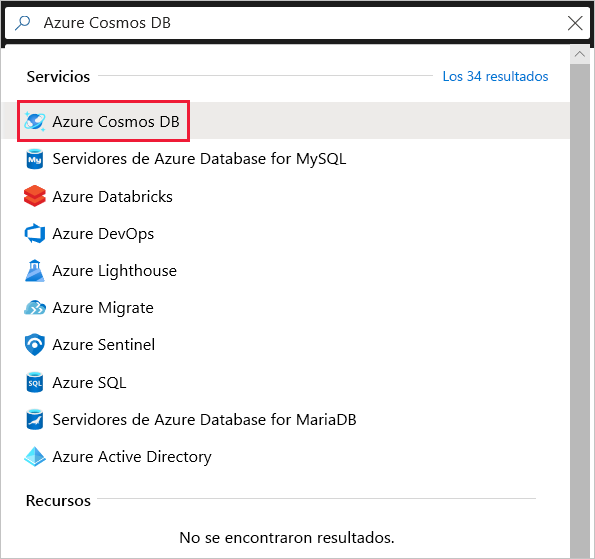 Azure Cosmos DB
Servicios
Los 34 resultados
Azure Cosmos DB
My
Servidores de Azure Database for MySQL
Azure Databricks
Azure DevOps
Azure Lighthouse
Azure Migrate
Azure Sentinel
SQL
Azure SQL
Servidores de Azure Database for MariaDB
Azure Active Directory
Recursos
No se encontraron resultados.